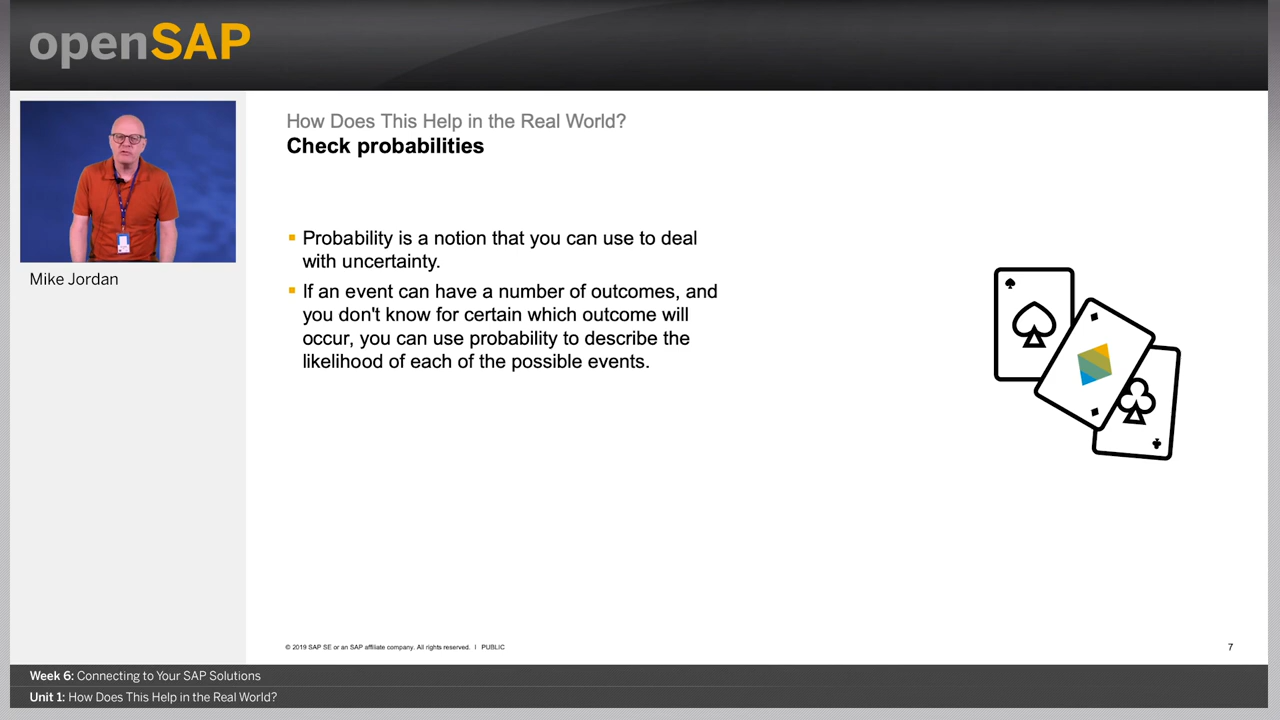 openSAP
How Does This Help in the Real World?
Check probabilities
Mike Jordan
Probability is a notion that you can use to deal
with uncertainty.
If an event can have a number of outcomes, and
you don't know for certain which outcome will
occur, you can use probability to describe the
likelihood of each of the possible events.
© 2019 SAP SE or an SAP affiliate company. All rights reserved. I PUBLIC
7
Week 6: Connecting to Your SAP Solutions
Unit 1: How Does This Help in the Real World?